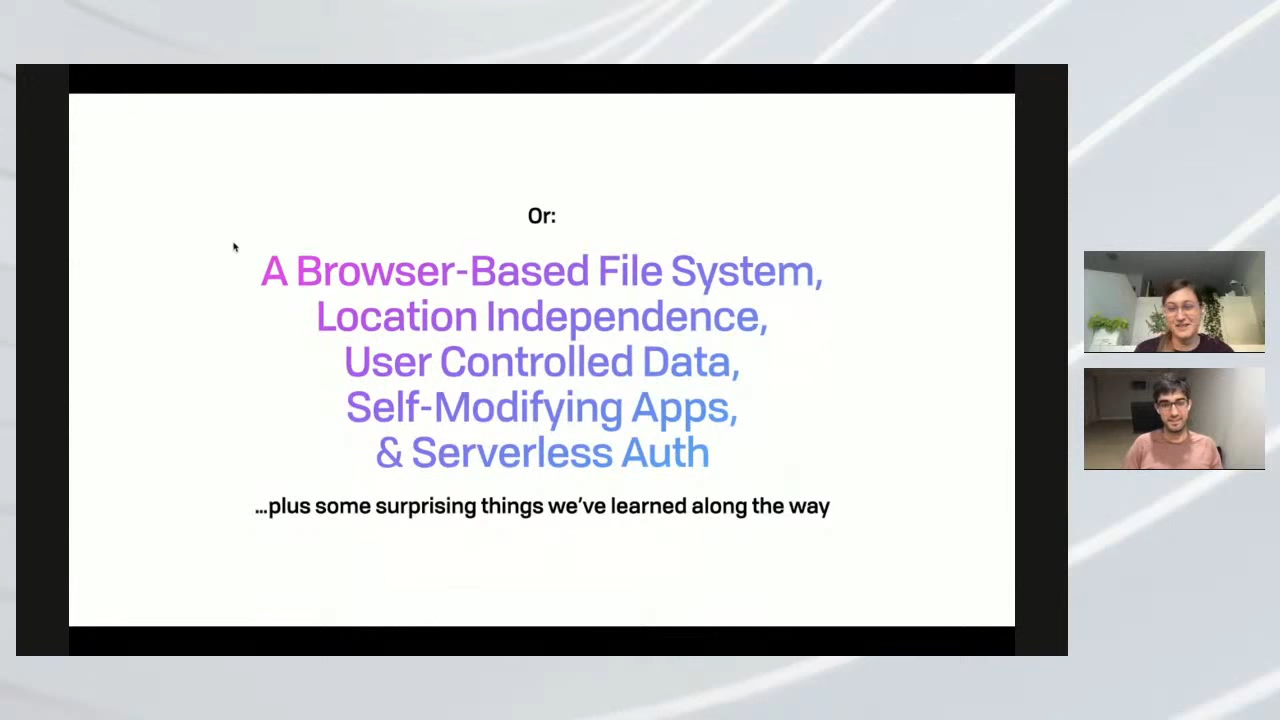 Or:
A Browser-Based File System,
Location Independence,
User Controlled Data,
Self-Modifying Apps,
& Serverless Auth
…plus some surprising things we’ve learned along the way